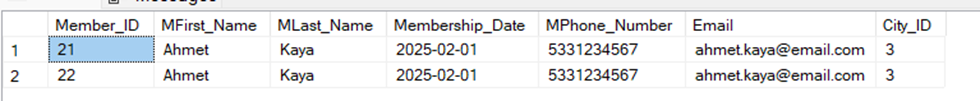 Messages
Member_ID MFirst_Name MLast_Name Membership_Date MPhone_Number Email City_ID
1 21 Ahmet Kaya 2025-02-01 5331234567 ahmet.kaya@email.com 3
2 22 Ahmet Kaya 2025-02-01 5331234567 ahmet.kaya@email.com 3